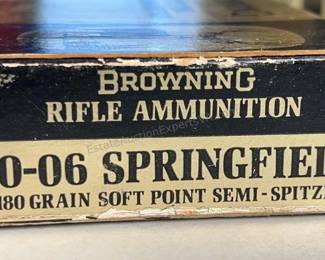 BROWNING
RIFLE AMMUNITION
0-06 SPRINGFIEL
180 GRAIN SOFT POINT SEMI-SPITZ